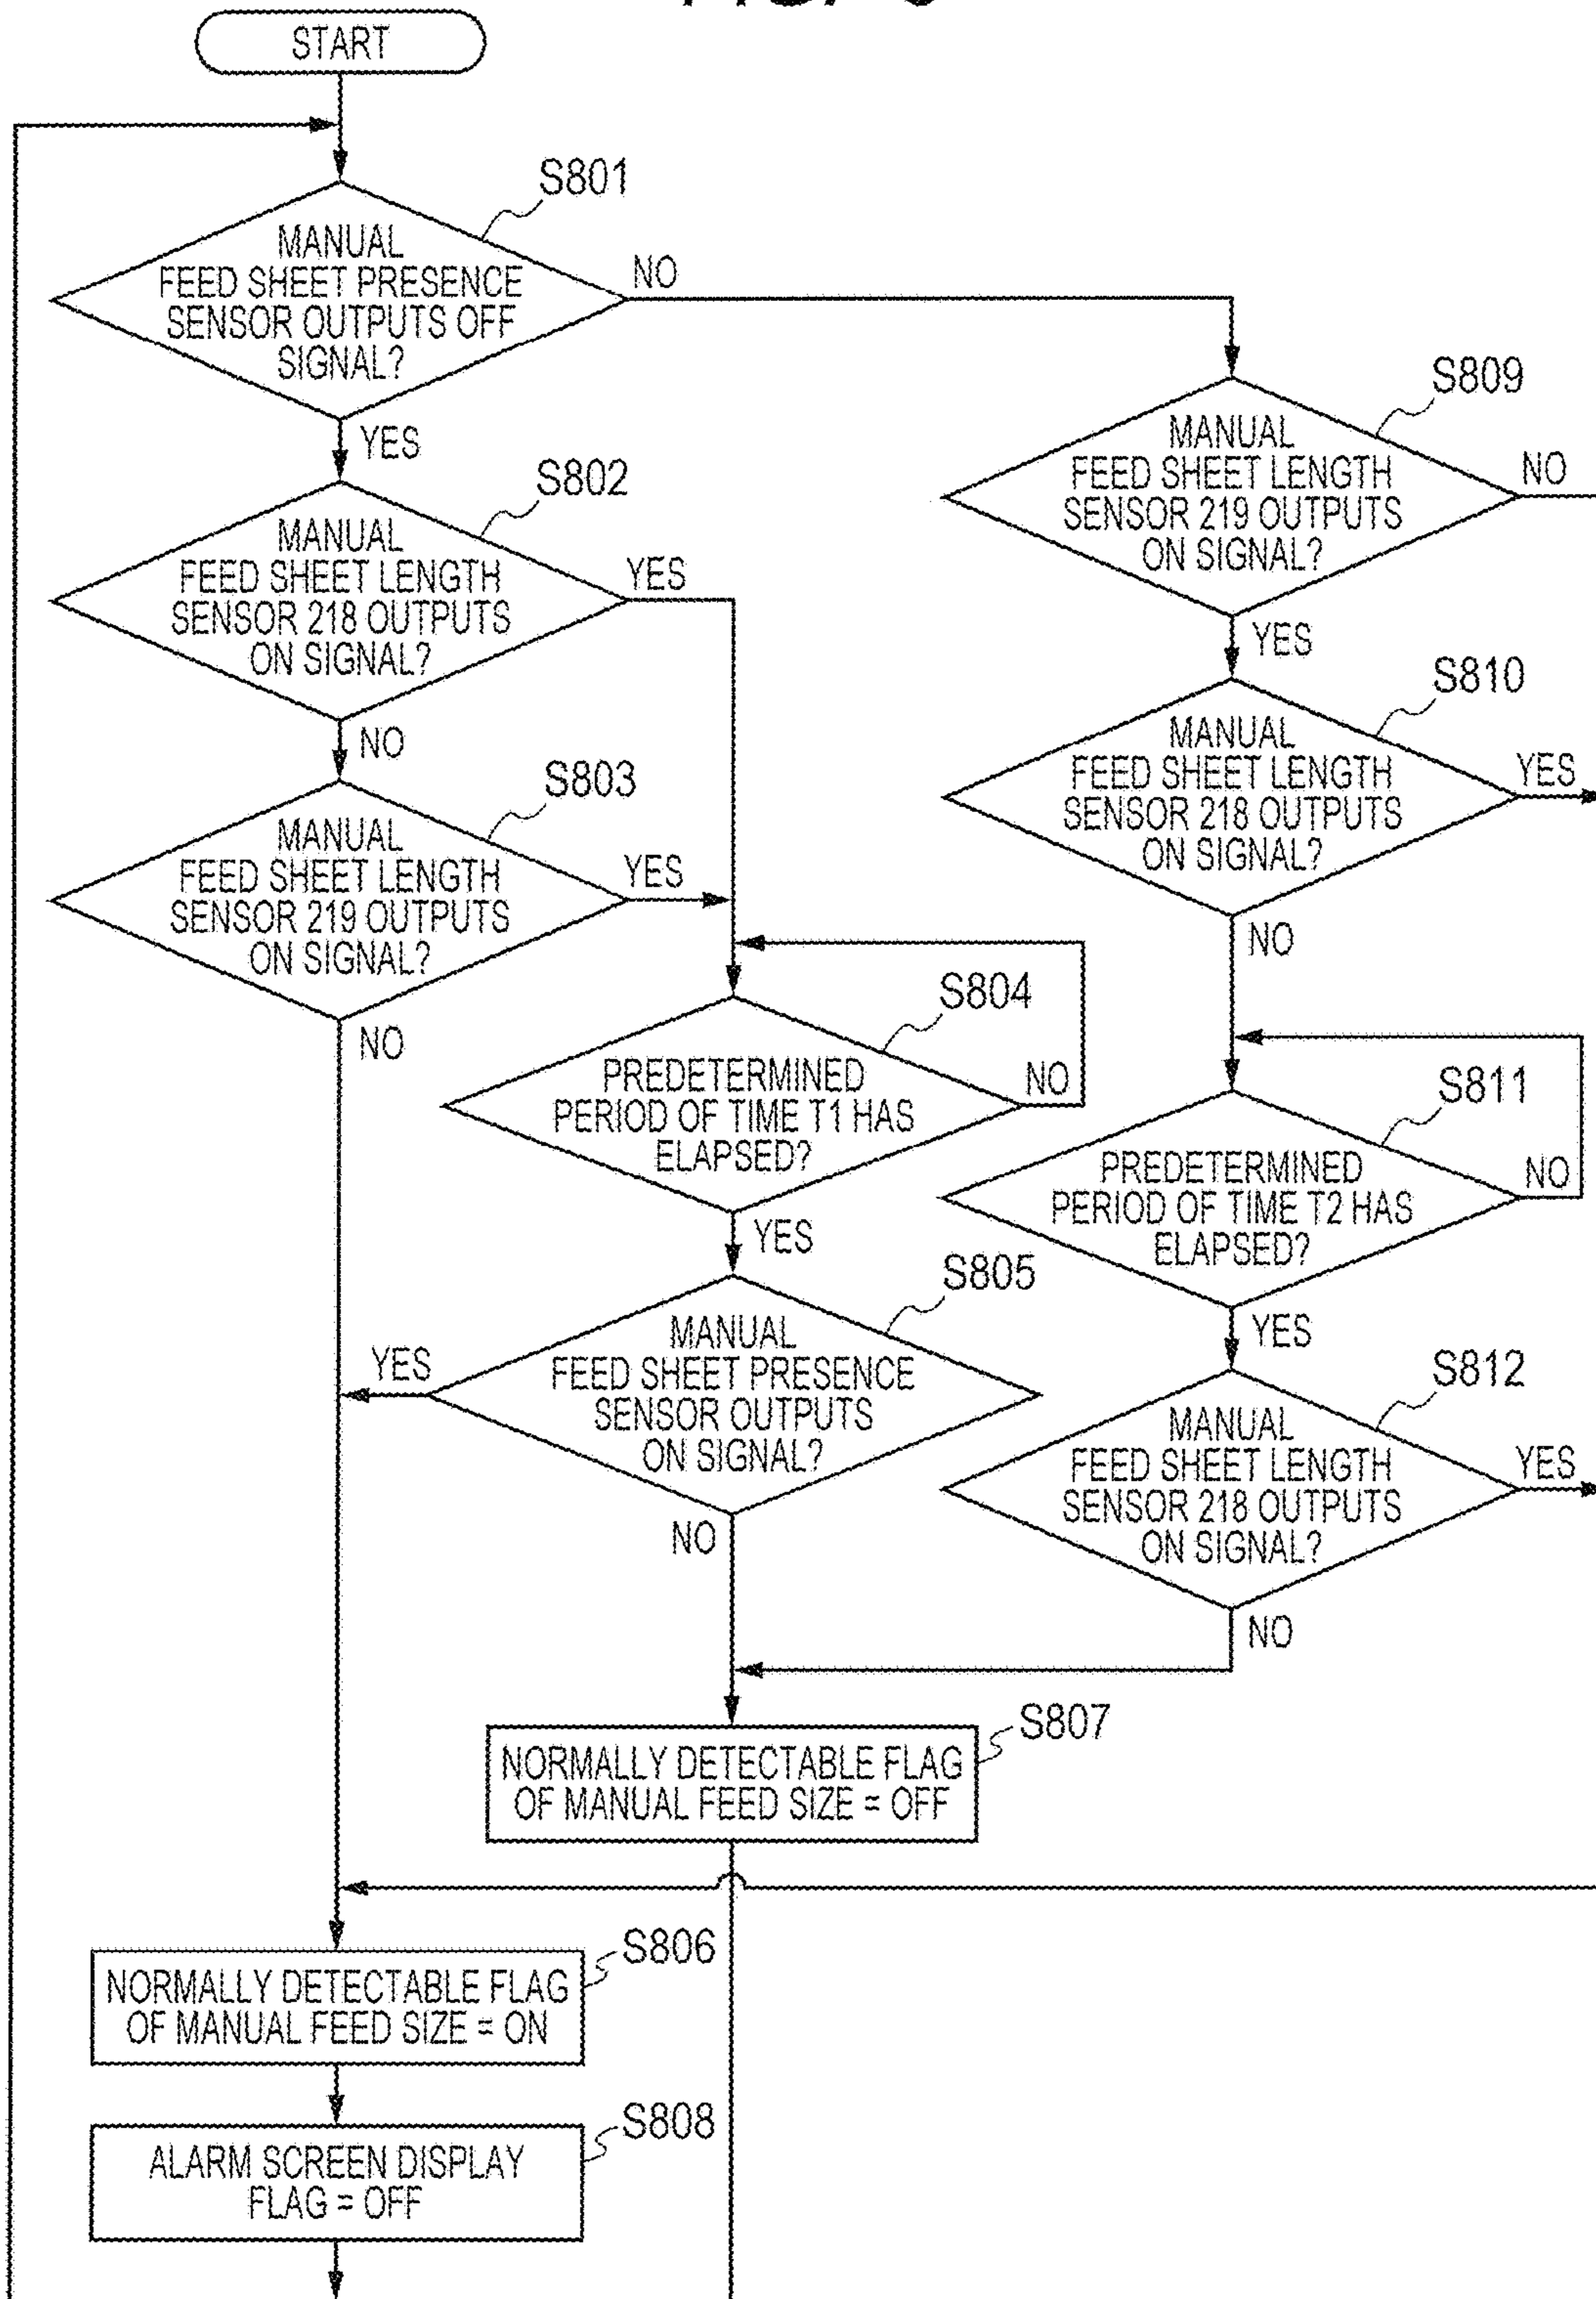 START
S801
MANUAL
FEED SHEET PRESENCE
SENSOR OUTPUTS OFF
SIGNAL?
NO
YES
S802
MANUAL
FEED SHEET LENGTH
SENSOR 218 OUTPUTS
ON SIGNAL?
YES
NO
S803
MANUAL
FEED SHEET LENGTH
SENSOR 219 OUTPUTS
ON SIGNAL?
YES
NO
S804
PREDETERMINED
PERIOD OF TIME T1 HAS
ELAPSED?
NO
YES
S805
MANUAL
FEED SHEET PRESENCE
SENSOR OUTPUTS
ON SIGNAL?
YES
NO
S809
MANUAL
FEED SHEET LENGTH
SENSOR 219 OUTPUTS
ON SIGNAL?
NO
YES
S810
MANUAL
FEED SHEET LENGTH
SENSOR 218 OUTPUTS
ON SIGNAL?
YES
NO
S811
PREDETERMINED
PERIOD OF TIME T2 HAS
ELAPSED?
NO
YES
S812
MANUAL
FEED SHEET LENGTH
SENSOR 218 OUTPUTS
ON SIGNAL?
YES
NO
S807
NORMALLY DETECTABLE FLAG
OF MANUAL FEED SIZE = OFF
S806
NORMALLY DETECTABLE FLAG
OF MANUAL FEED SIZE = ON
S808
ALARM SCREEN DISPLAY
FLAG = OFF